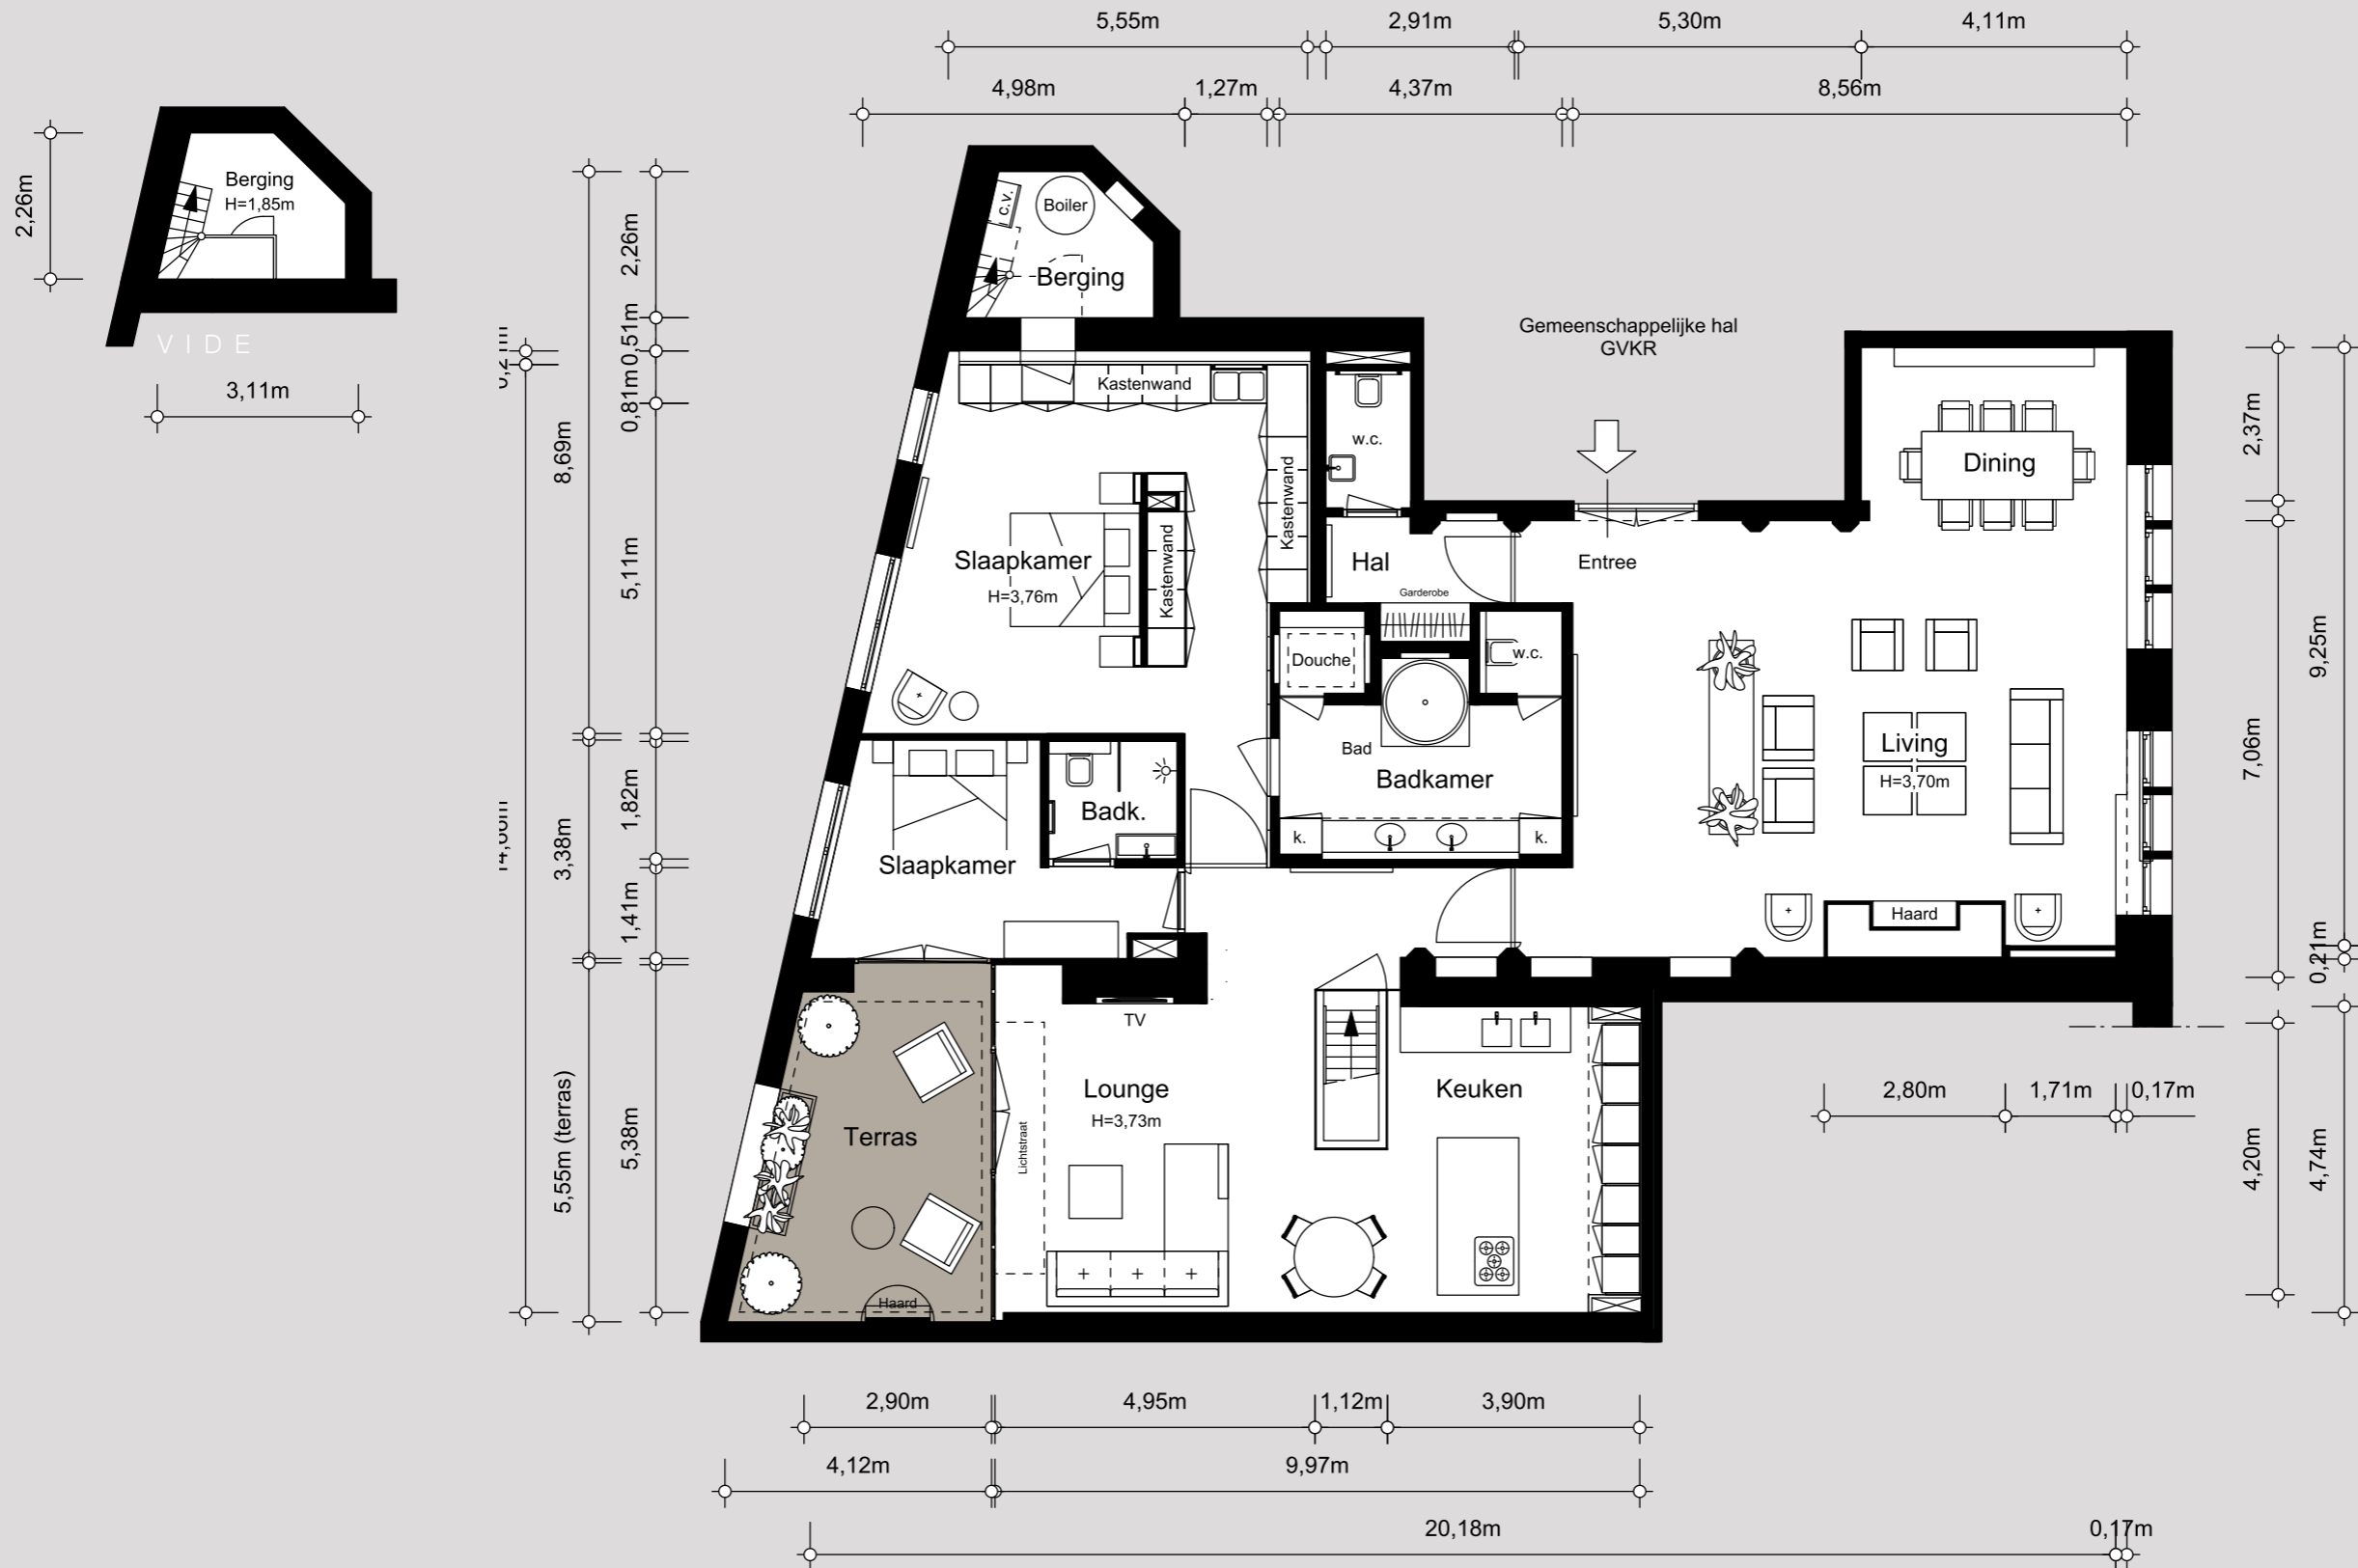 5,55m
2,91m
5,30m
4,11m
4,98m
1,27m
4,37m
8,56m
2,26m
Berging
H=1,85m
VIDE
3,11m
2,26m
0,51m
0,81m
8,69m
5,11m
1,82m
3,38m
1,41m
5,55m (terras)
5,38m
c.v.
Boiler
Berging
Gemeenschappelijke hal
GVKR
Kastenwand
Kastenwand
Kastenwand
w.c.
Dining
Slaapkamer
H=3,76m
Hal
Garderobe
Entree
Douche
w.c.
Bad
Badkamer
k.
k.
Living
H=3,70m
Badk.
Slaapkamer
Haard
TV
Lounge
H=3,73m
Lichtstraat
Keuken
Terras
Haard
2,37m
9,25m
7,06m
0,21m
2,80m
1,71m
0,17m
4,20m
4,74m
2,90m
4,95m
1,12m
3,90m
4,12m
9,97m
20,18m
0,17m